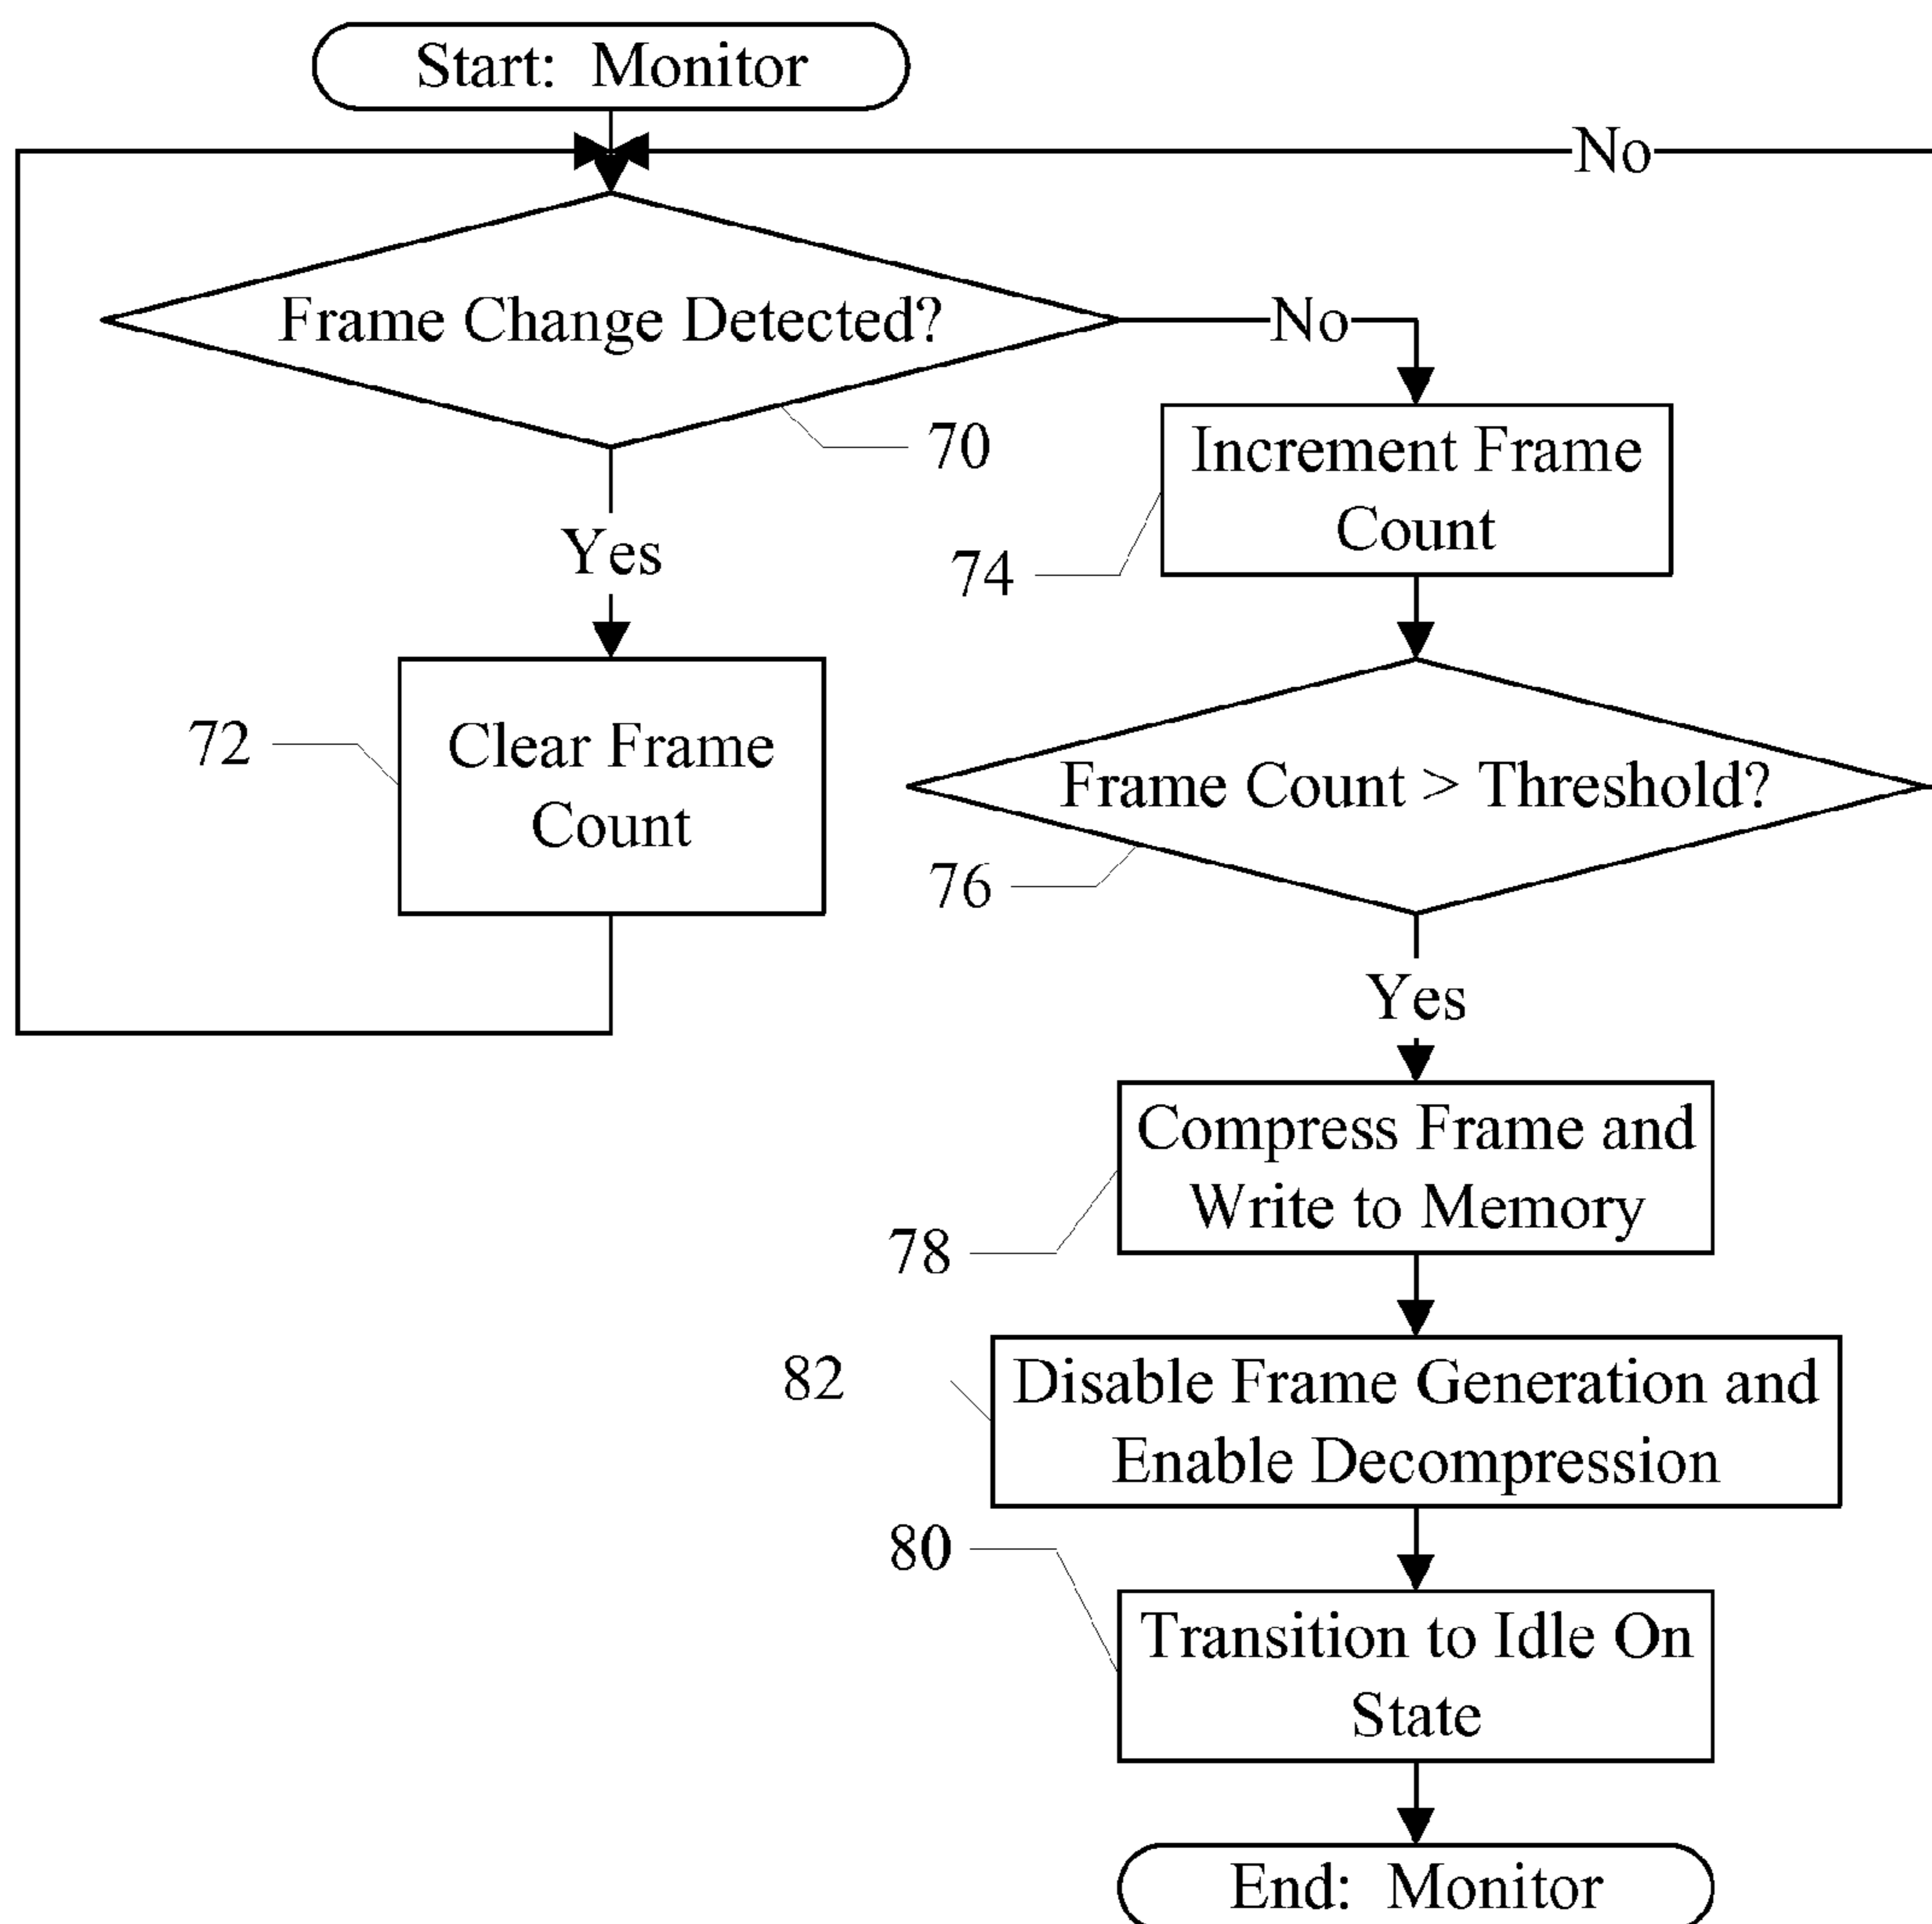 Start:  Monitor
No
Frame Change Detected?
No
70
Increment Frame
Count
74
Yes
72
Clear Frame
Count
Frame Count > Threshold?
76
Yes
Compress Frame and
Write to Memory
78
82
Disable Frame Generation and
Enable Decompression
80
Transition to Idle On
State
End:  Monitor